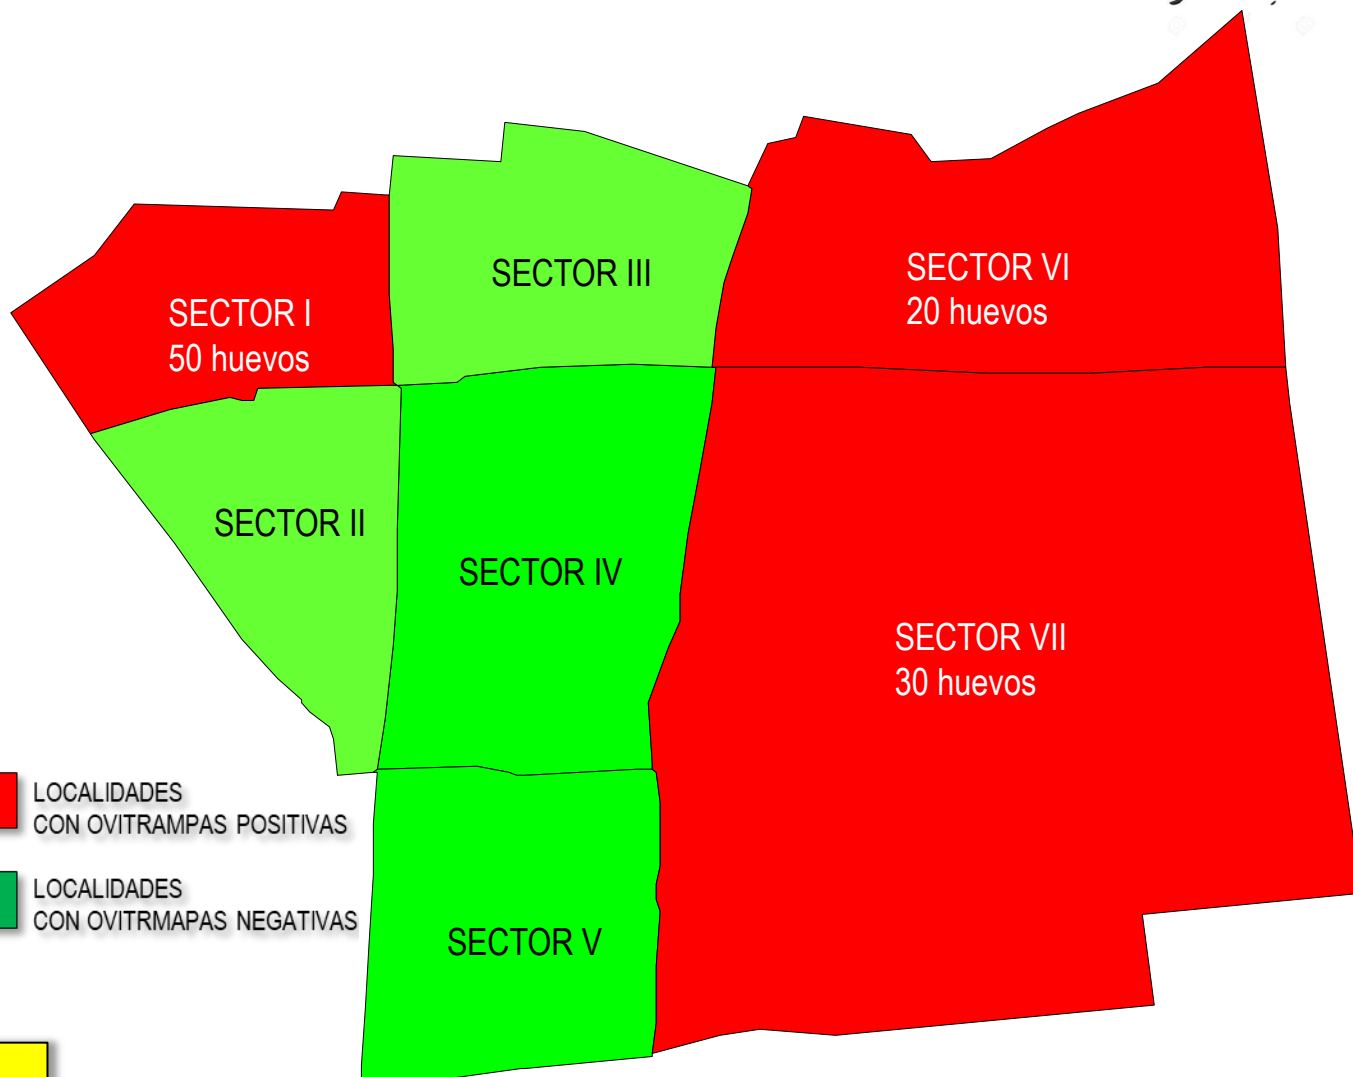 SECTOR III
SECTOR VI
20 huevos
SECTOR I
50 huevos
SECTOR II
SECTOR IV
SECTOR VII
30 huevos
LOCALIDADES
CON OVITRAMPAS POSITIVAS
LOCALIDADES
CON OVITRMAPAS NEGATIVAS
SECTOR V